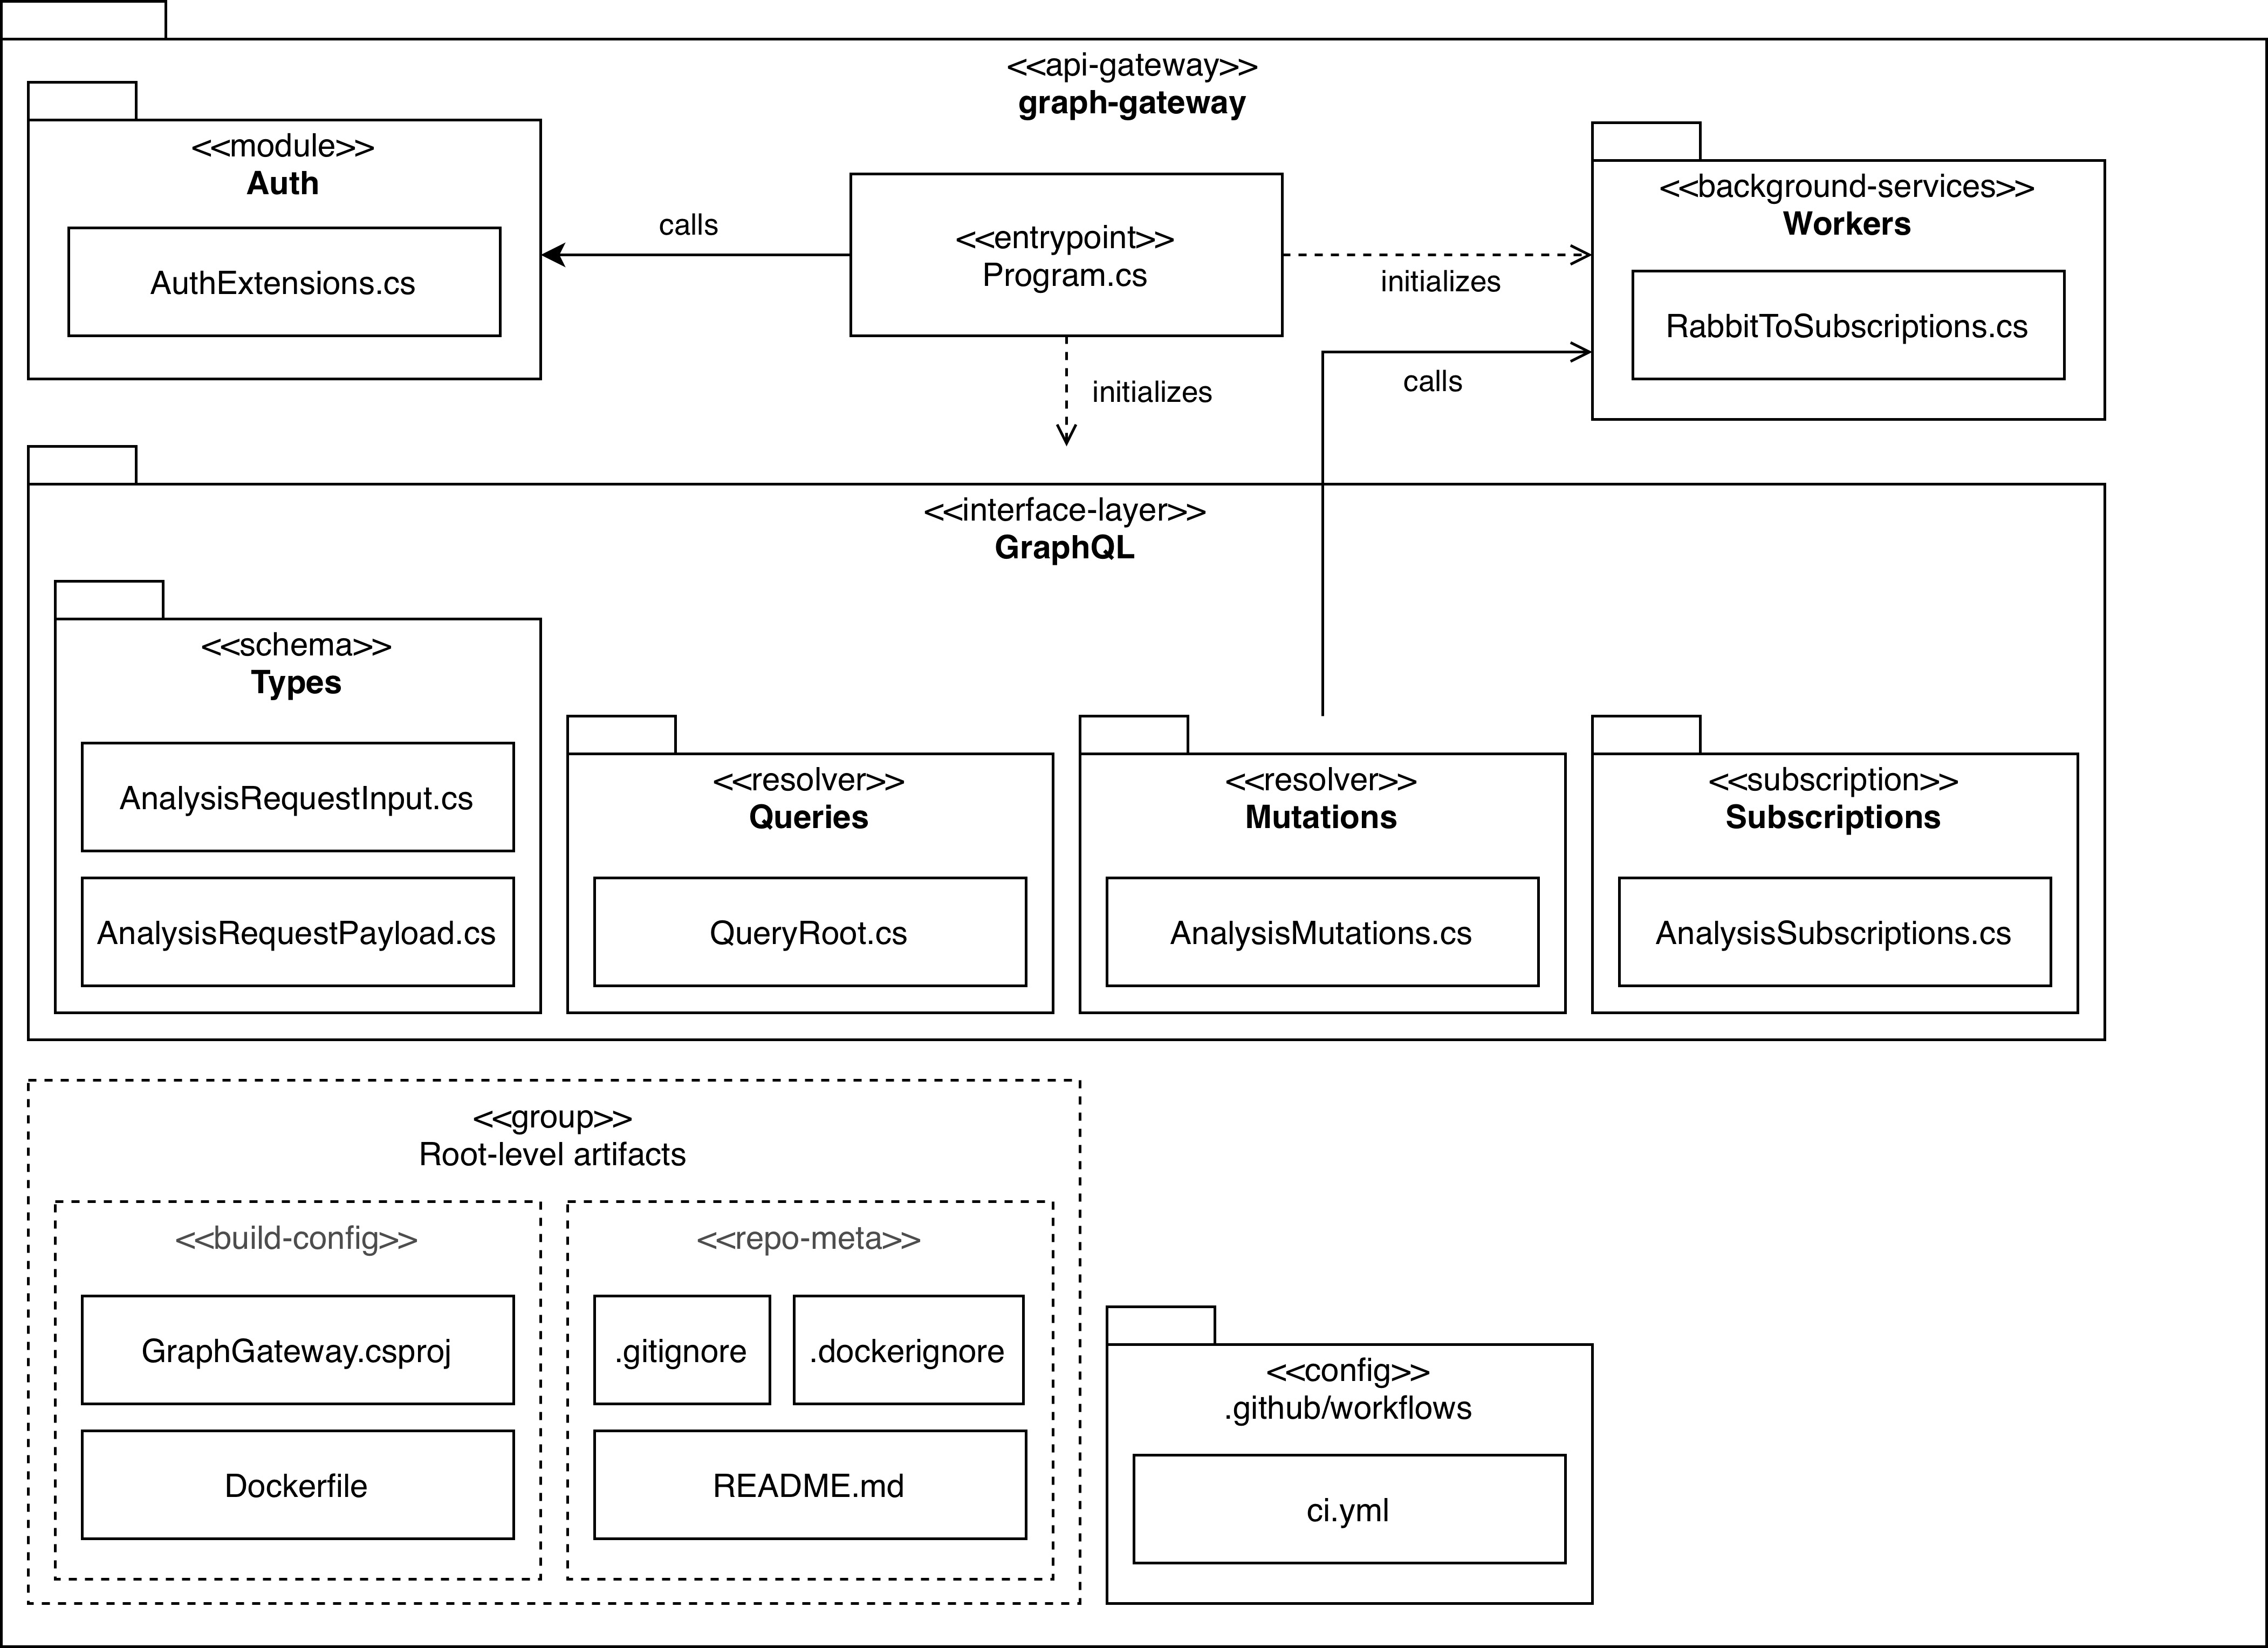 <<api-gateway>>
graph-gateway
<<module>>
Auth
AuthExtensions.cs
calls
<<entrypoint>>
Program.cs
initializes
<<background-services>>
Workers
RabbitToSubscriptions.cs
initializes
calls
<<interface-layer>>
GraphQL
<<schema>>
Types
AnalysisRequestInput.cs
AnalysisRequestPayload.cs
<<resolver>>
Queries
QueryRoot.cs
<<resolver>>
Mutations
AnalysisMutations.cs
<<subscription>>
Subscriptions
AnalysisSubscriptions.cs
<<group>>
Root-level artifacts
<<build-config>>
GraphGateway.csproj
Dockerfile
<<repo-meta>>
.gitignore
.dockerignore
README.md
<<config>>
.github/workflows
ci.yml